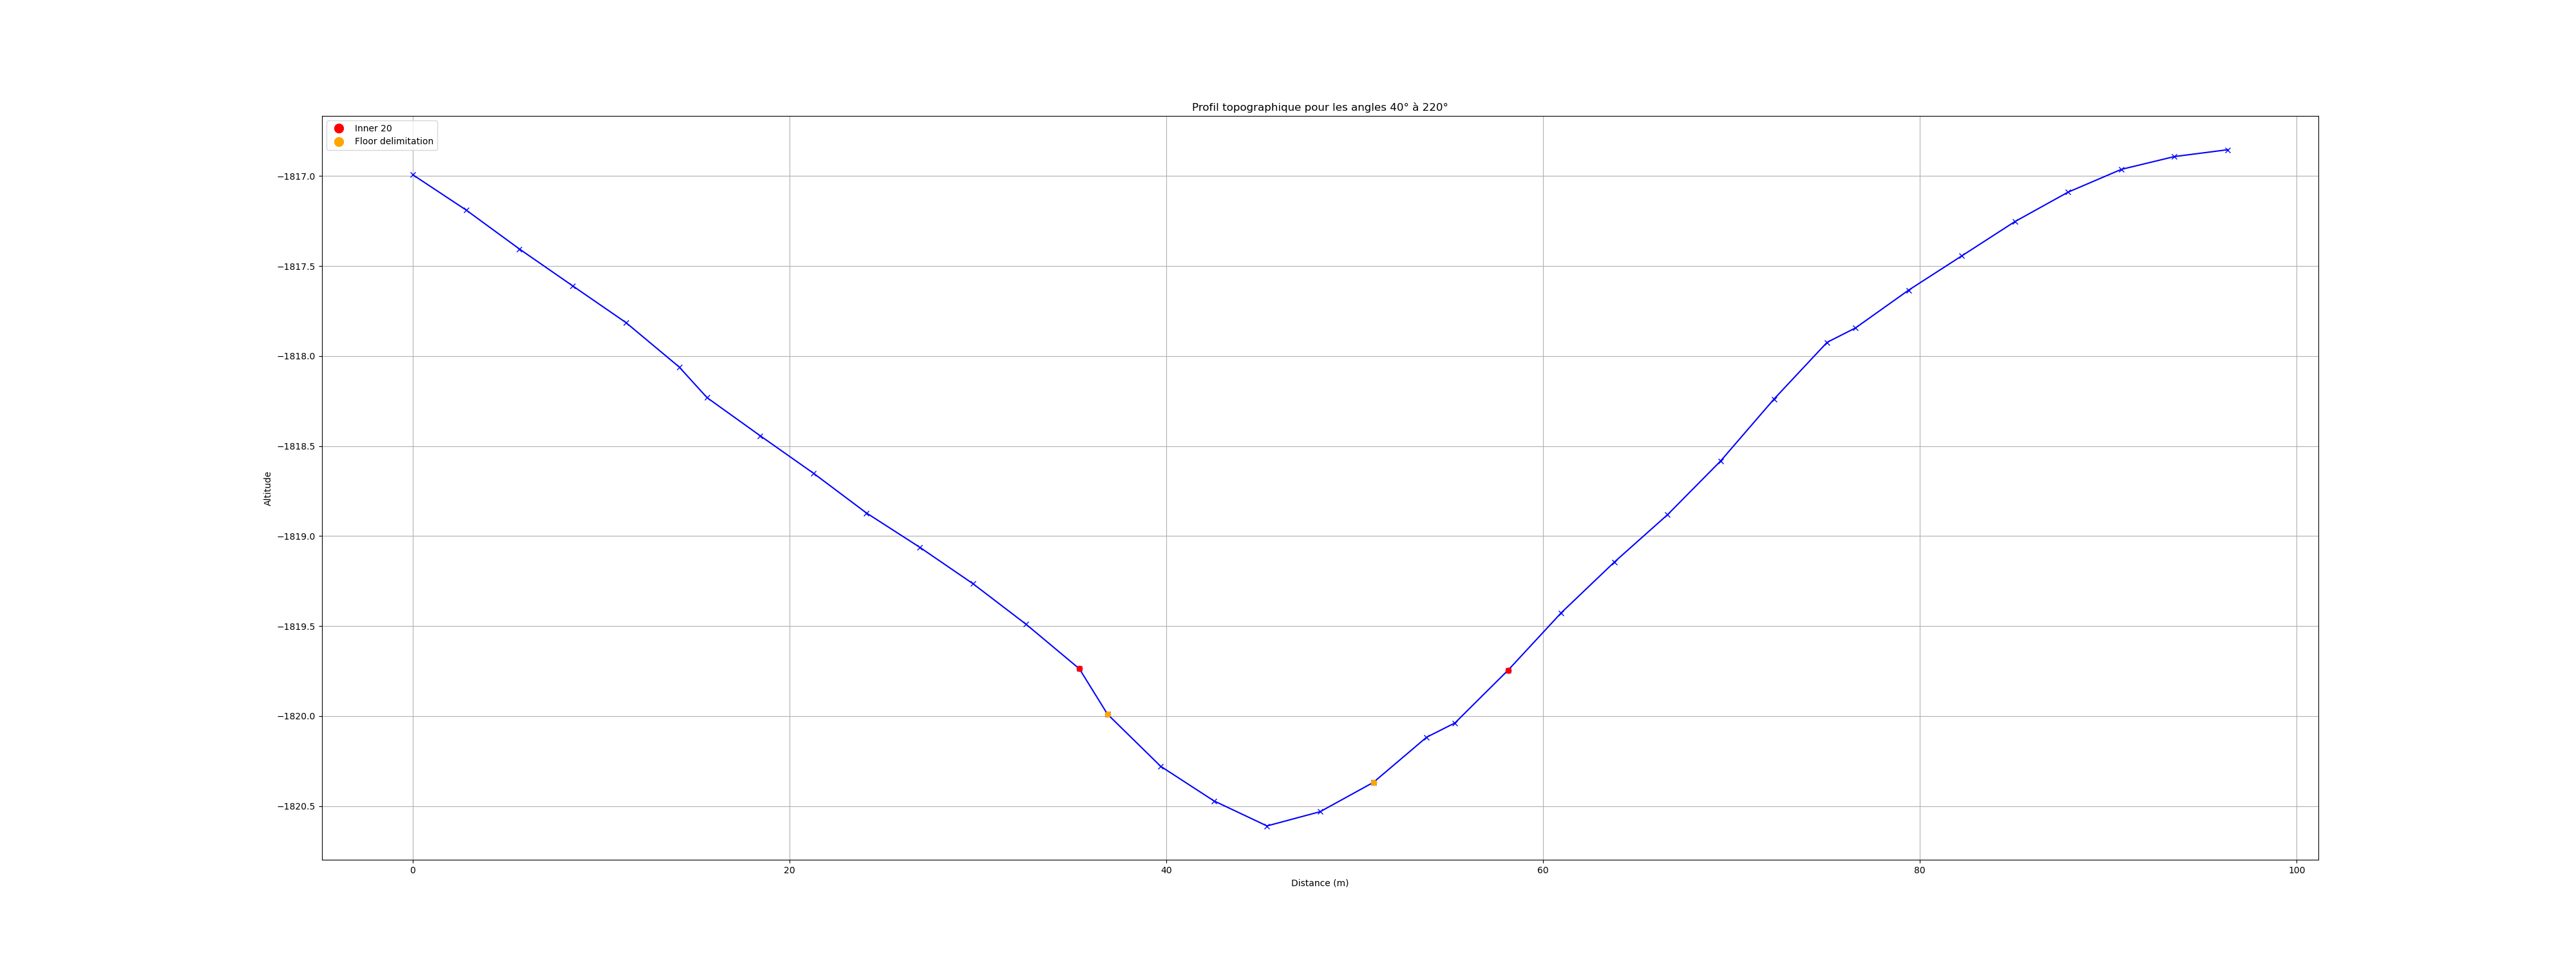 Profil topographique pour les angles 40° à 220°
Inner 20
Floor delimitation
−1817.0
−1817.5
−1818.0
−1818.5
−1819.0
−1819.5
−1820.0
−1820.5
Altitude
0 20 40 60 80 100
Distance (m)